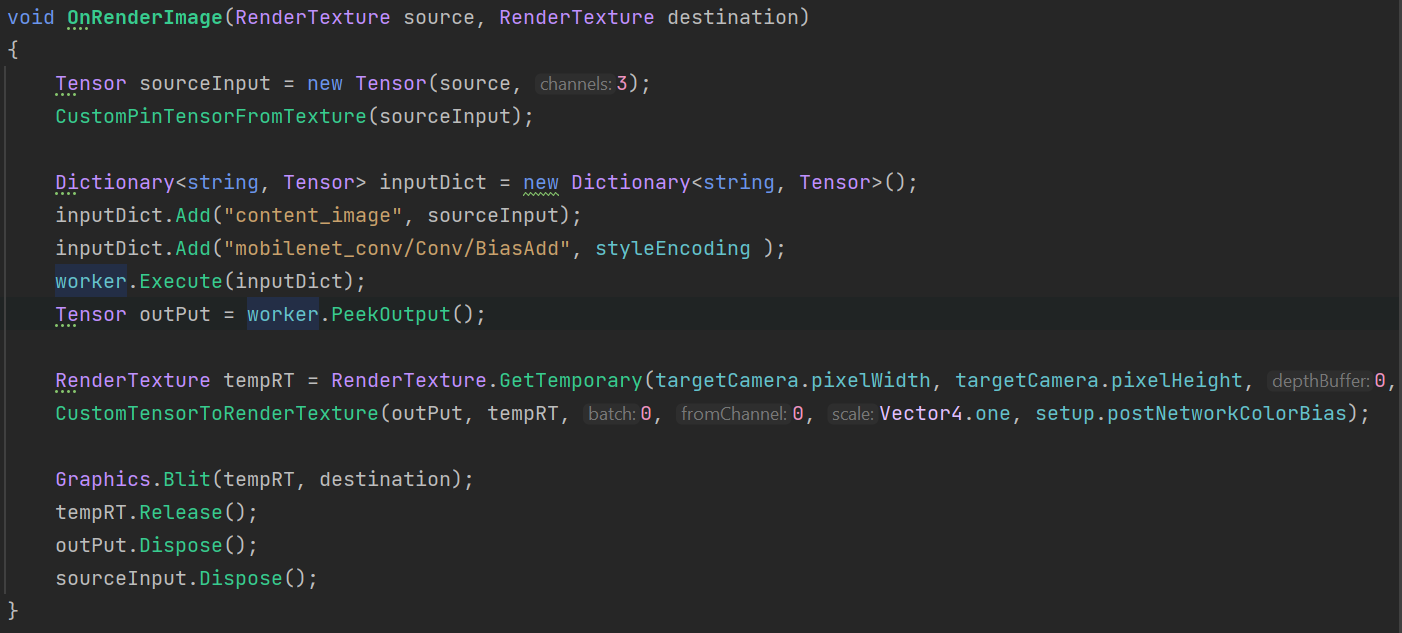 void OnRenderImage(RenderTexture source, RenderTexture destination)
{
    Tensor sourceInput = new Tensor(source, channels: 3);
    CustomPinTensorFromTexture(sourceInput);

    Dictionary<string, Tensor> inputDict = new Dictionary<string, Tensor>();
    inputDict.Add("content_image", sourceInput);
    inputDict.Add("mobilenet_conv/Conv/BiasAdd", styleEncoding );
    worker.Execute(inputDict);
    Tensor outPut = worker.PeekOutput();

    RenderTexture tempRT = RenderTexture.GetTemporary(targetCamera.pixelWidth, targetCamera.pixelHeight, depthBuffer: 0,
    CustomTensorToRenderTexture(outPut, tempRT, batch: 0, fromChannel: 0, scale: Vector4.one, setup.postNetworkColorBias);

    Graphics.Blit(tempRT, destination);
    tempRT.Release();
    outPut.Dispose();
    sourceInput.Dispose();
}